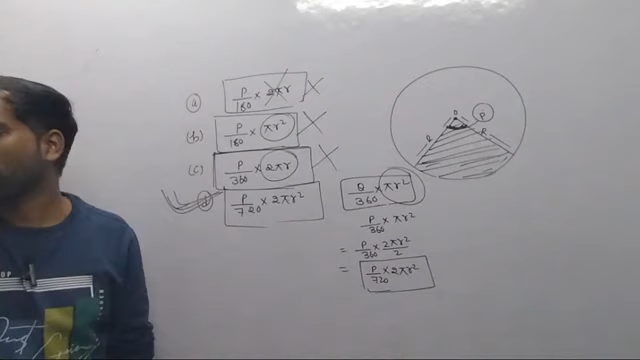 (a) P/180 × 2πr
(b) P/180 × πr²
(c) P/360 × 2πr
(d) P/720 × 2πr²
Q/360 × πr²
P/360 × πr²
= P/360 × 2πr²/2
= P/720 × 2πr²
O
P
R
R